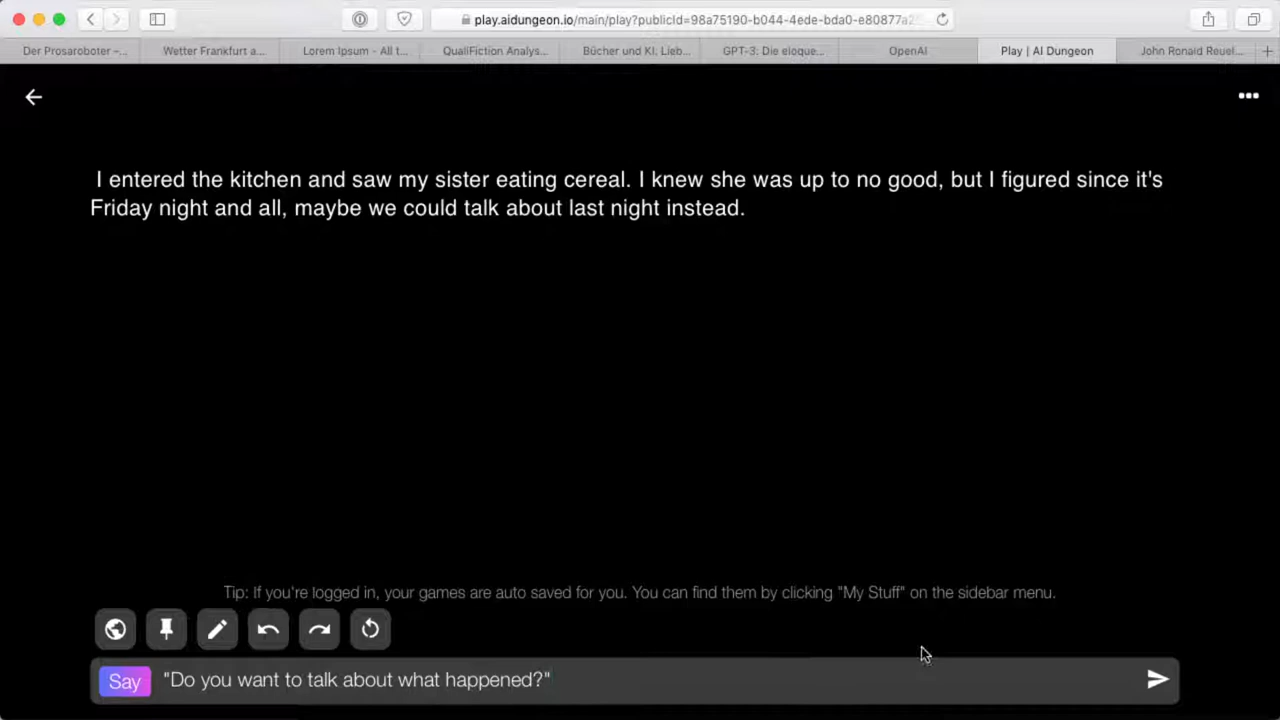 play.aidungeon.io/main/play?publicId=98a75190-b044-4ede-bda0-e80877a2
Der Prosaroboter –...
Wetter Frankfurt a...
Lorem Ipsum - All t...
QualiFiction Analys...
Bücher und KI: Lieb...
GPT-3: Die eloque...
OpenAI
Play | AI Dungeon
John Ronald Reuel...
I entered the kitchen and saw my sister eating cereal. I knew she was up to no good, but I figured since it's
Friday night and all, maybe we could talk about last night instead.
Tip: If you're logged in, your games are auto saved for you. You can find them by clicking "My Stuff" on the sidebar menu.
Say "Do you want to talk about what happened?"